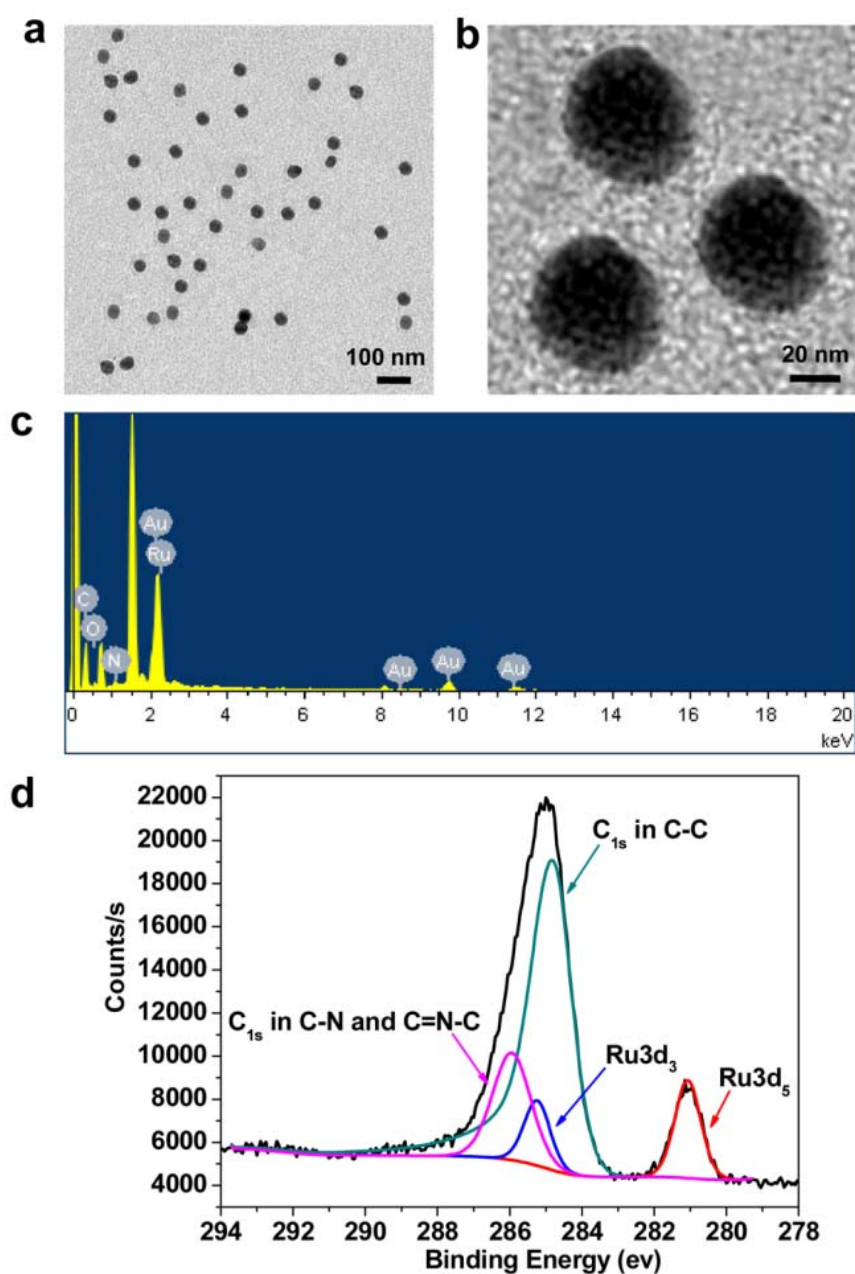 a
b
100 nm
20 nm
c
Au
Ru
C
O
N
Au
Au
Au
0 2 4 6 8 10 12 14 16 18 20
keV
d
22000
20000
18000
16000
14000
12000
10000
8000
6000
4000
Counts/s
C1s in C-C
C1s in C-N and C=N-C
Ru3d3
Ru3d5
294 292 290 288 286 284 282 280 278
Binding Energy (ev)